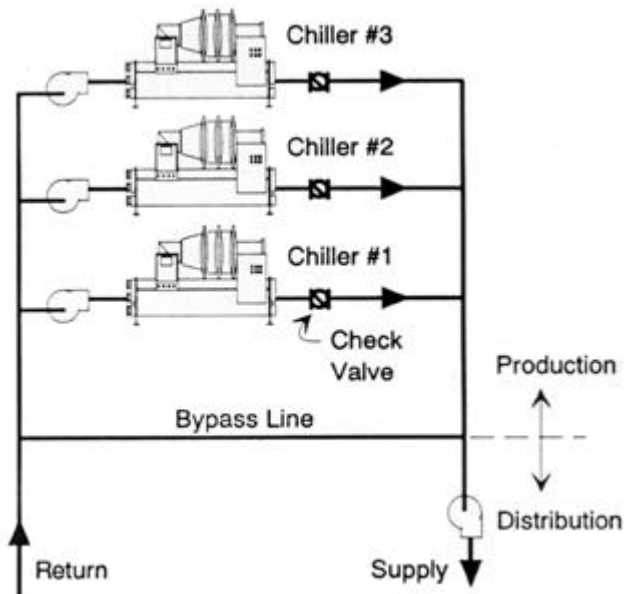 Chiller #3
Chiller #2
Chiller #1
Check
Valve
Production
Bypass Line
Distribution
Return
Supply